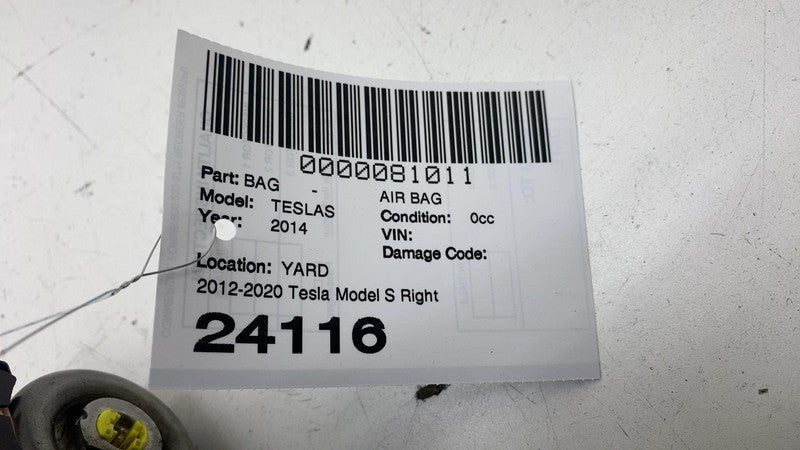 0000081011
Part: BAG - AIR BAG
Model: TESLAS Condition: 0cc
Year: 2014 VIN:
Damage Code:
Location: YARD
2012-2020 Tesla Model S Right
24116